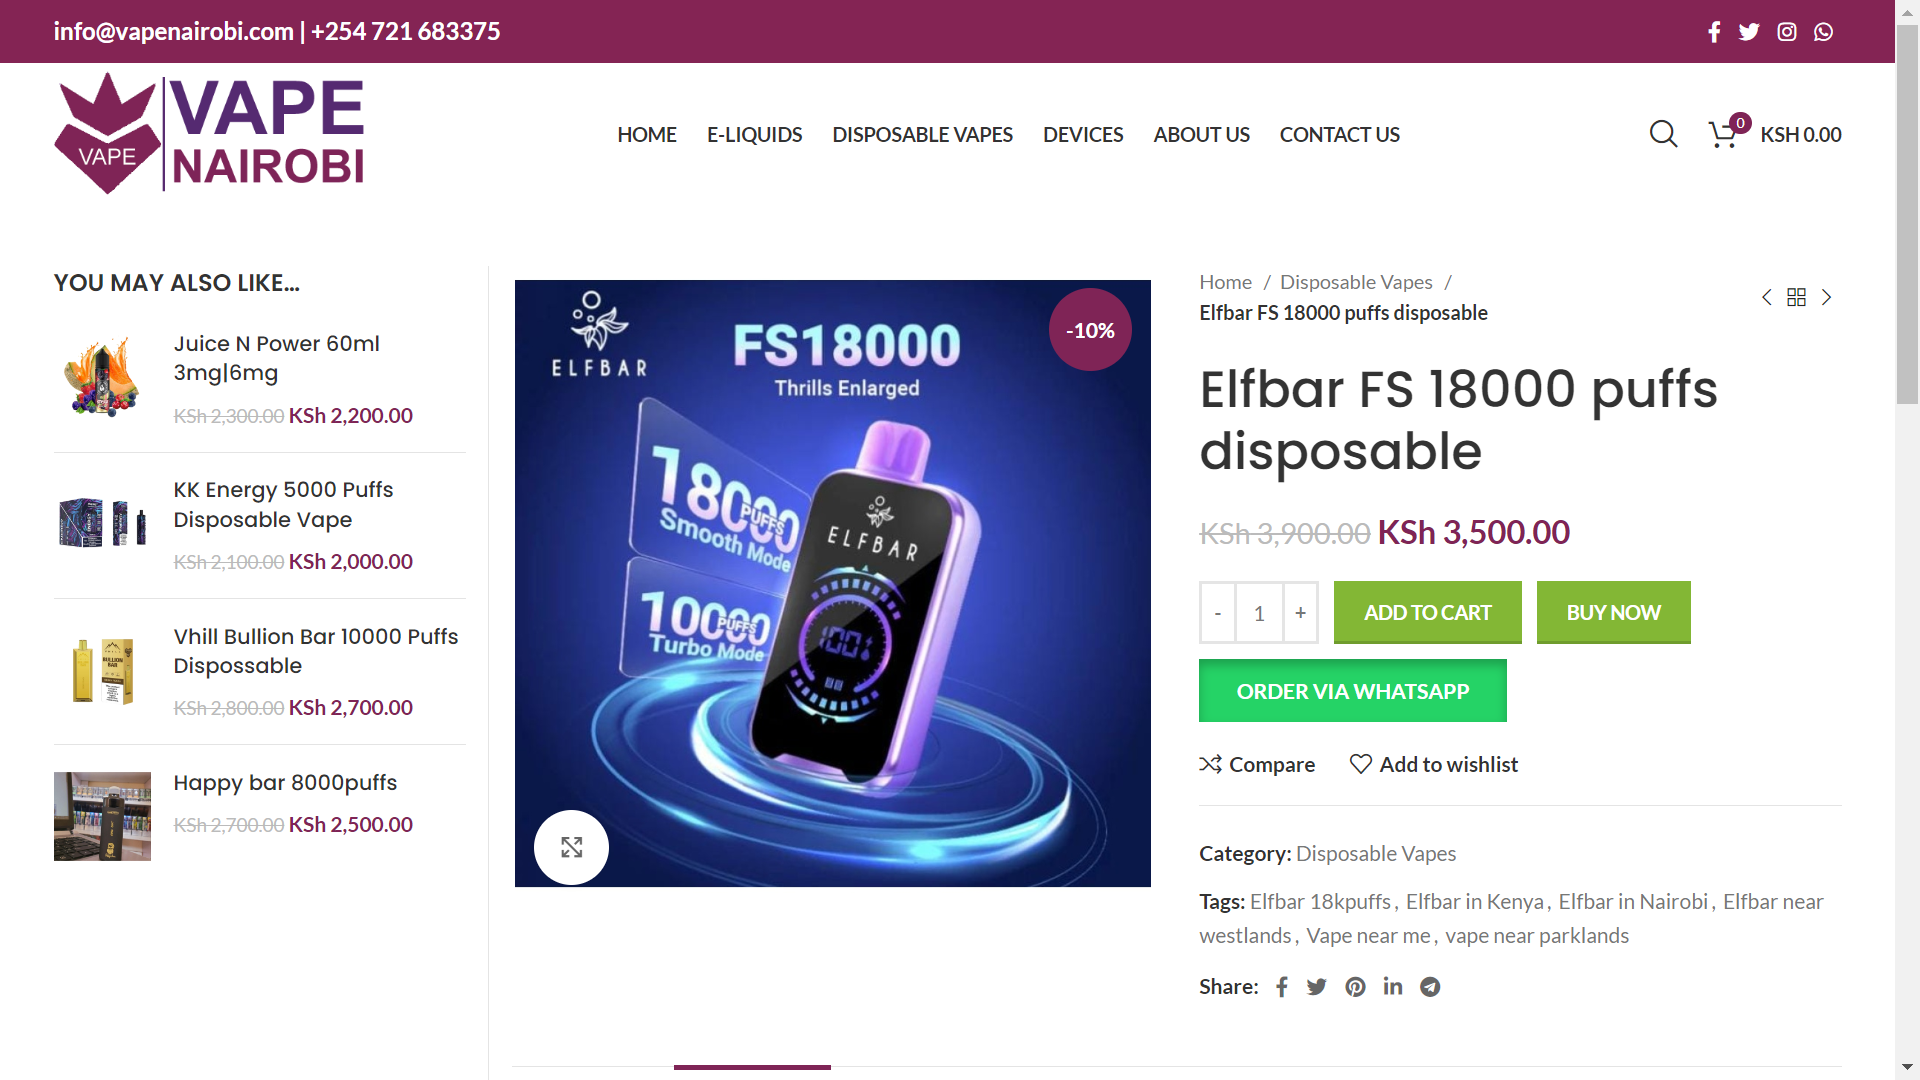 info@vapenairobi.com | +254 721 683375
VAPE
VAPE
NAIROBI
HOME
E-LIQUIDS
DISPOSABLE VAPES
DEVICES
ABOUT US
CONTACT US
0
KSH 0.00
YOU MAY ALSO LIKE...
Juice N Power 60ml
3mg|6mg
KSh 2,300.00 KSh 2,200.00
KK Energy 5000 Puffs
Disposable Vape
KSh 2,100.00 KSh 2,000.00
Vhill Bullion Bar 10000 Puffs
Dispossable
KSh 2,800.00 KSh 2,700.00
Happy bar 8000puffs
KSh 2,700.00 KSh 2,500.00
ELFBAR
FS18000
Thrills Enlarged
-10%
18000
PUFFS
Smooth Mode
10000
PUFFS
Turbo Mode
ELFBAR
100%
Home / Disposable Vapes /
Elfbar FS 18000 puffs disposable
Elfbar FS 18000 puffs
disposable
KSh 3,900.00 KSh 3,500.00
- 1 +
ADD TO CART
BUY NOW
ORDER VIA WHATSAPP
Compare
Add to wishlist
Category: Disposable Vapes
Tags: Elfbar 18kpuffs, Elfbar in Kenya, Elfbar in Nairobi, Elfbar near
westlands, Vape near me, vape near parklands
Share: